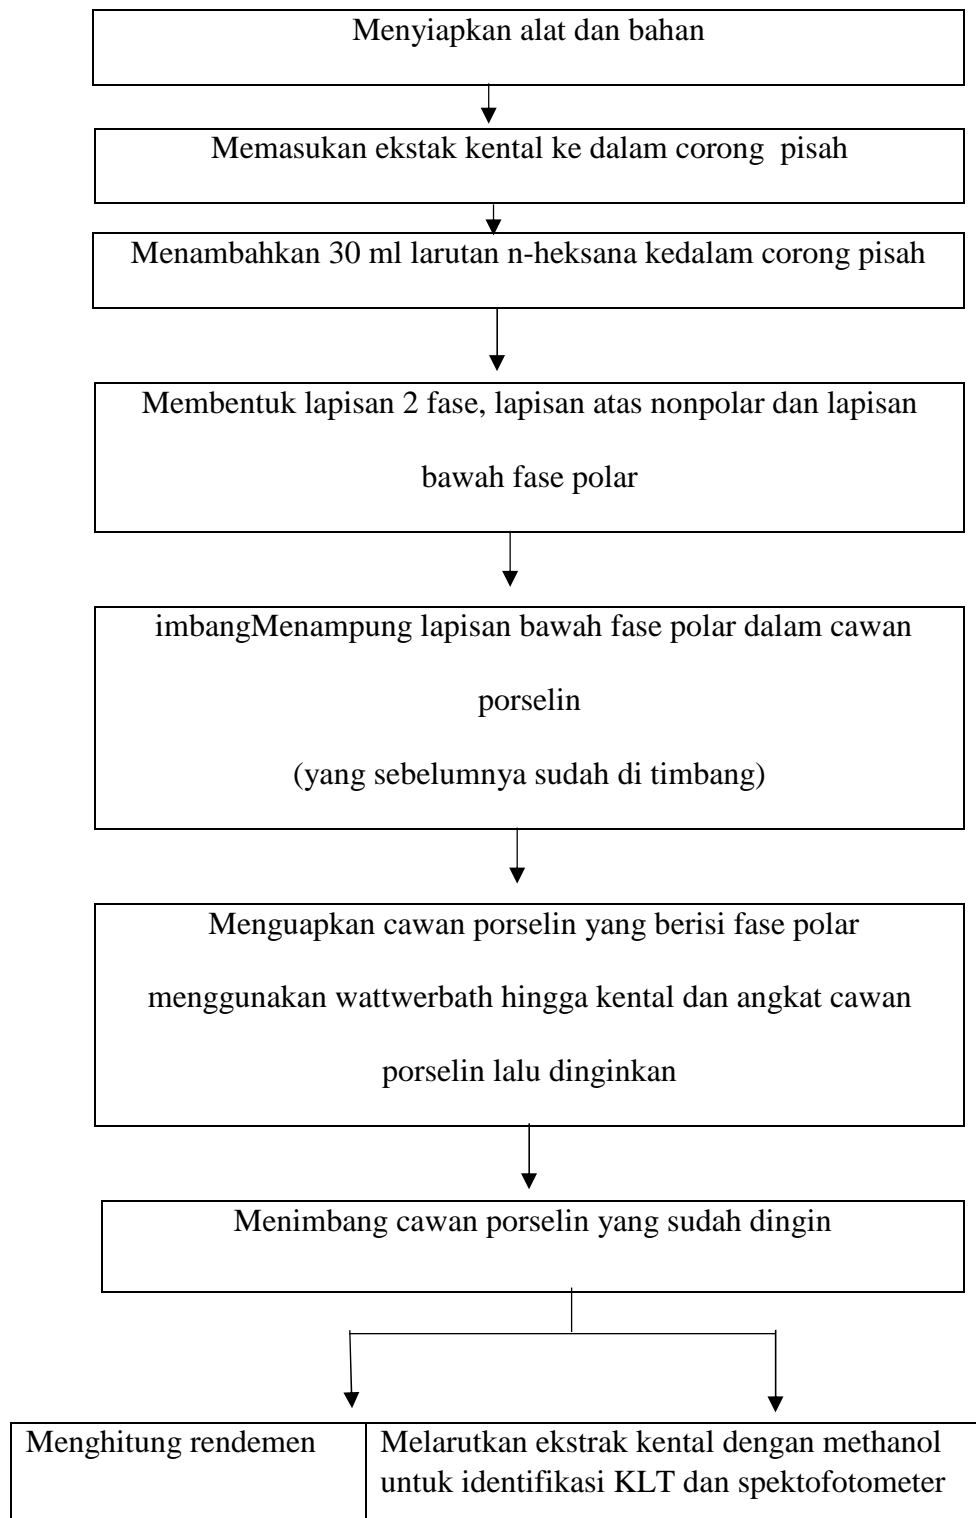 Menyiapkan alat dan bahan
Memasukan ekstak kental ke dalam corong pisah
Menambahkan 30 ml larutan n-heksana kedalam corong pisah
Membentuk lapisan 2 fase, lapisan atas nonpolar dan lapisan
bawah fase polar
imbangMenampung lapisan bawah fase polar dalam cawan
porselin
(yang sebelumnya sudah di timbang)
Menguapkan cawan porselin yang berisi fase polar
menggunakan wattwerbath hingga kental dan angkat cawan
porselin lalu dinginkan
Menimbang cawan porselin yang sudah dingin
Menghitung rendemen
Melarutkan ekstrak kental dengan methanol
untuk identifikasi KLT dan spektofotometer